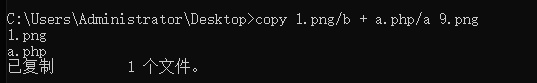 C:\Users\Administrator\Desktop>copy 1.png/b + a.php/a 9.png
1.png
a.php
已复制         1 个文件。